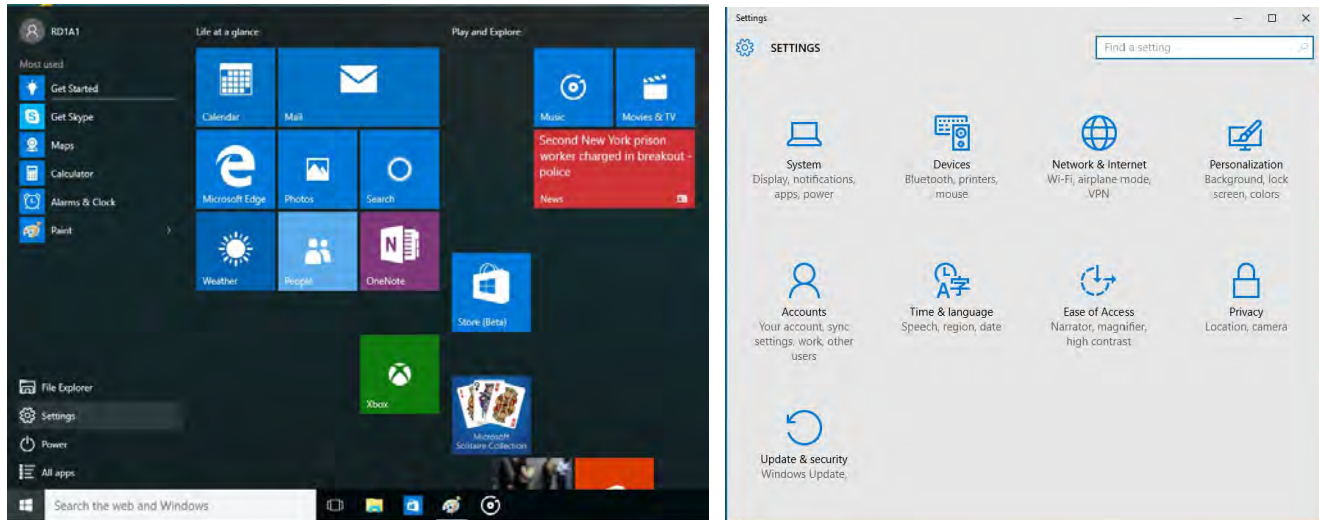 RD1A1
Life at a glance
Play and Explore
Most used
Get Started
Get Skype
Maps
Calculator
Alarms & Clock
Paint
Calendar
Mail
Music
Movies & TV
Microsoft Edge
Photos
Search
Second New York prison
worker charged in breakout -
police
News
Weather
People
OneNote
Store (Beta)
Xbox
Microsoft
Solitaire Collection
File Explorer
Settings
Power
All apps
Search the web and Windows
Settings
SETTINGS
Find a setting
System
Display, notifications,
apps, power
Devices
Bluetooth, printers,
mouse
Network & Internet
Wi-Fi, airplane mode,
VPN
Personalization
Background, lock
screen, colors
Accounts
Your account, sync
settings, work, other
users
Time & language
Speech, region, date
Ease of Access
Narrator, magnifier,
high contrast
Privacy
Location, camera
Update & security
Windows Update,